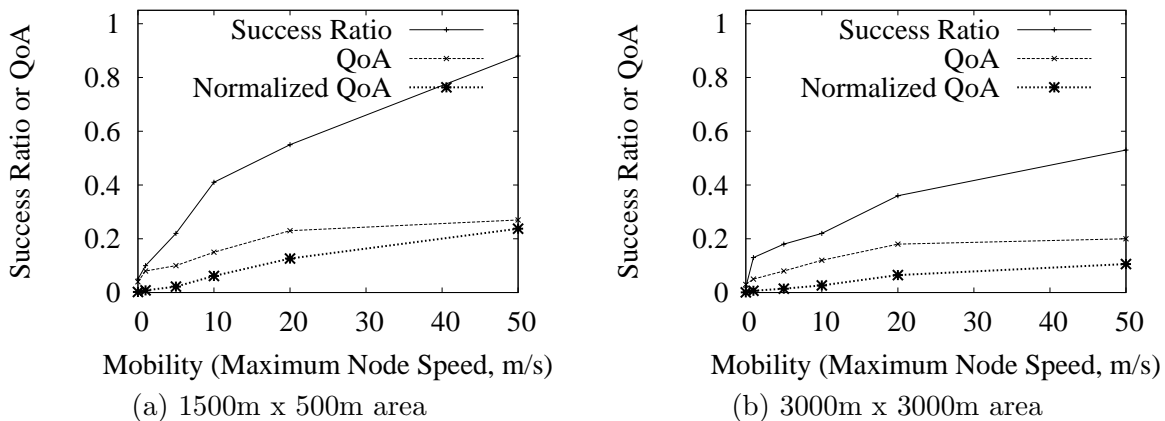 Success Ratio or QoA
1
0.8
0.6
0.4
0.2
0
Success Ratio
QoA
Normalized QoA
0 10 20 30 40 50
Mobility (Maximum Node Speed, m/s)
(a) 1500m x 500m area
Success Ratio or QoA
1
0.8
0.6
0.4
0.2
0
Success Ratio
QoA
Normalized QoA
0 10 20 30 40 50
Mobility (Maximum Node Speed, m/s)
(b) 3000m x 3000m area